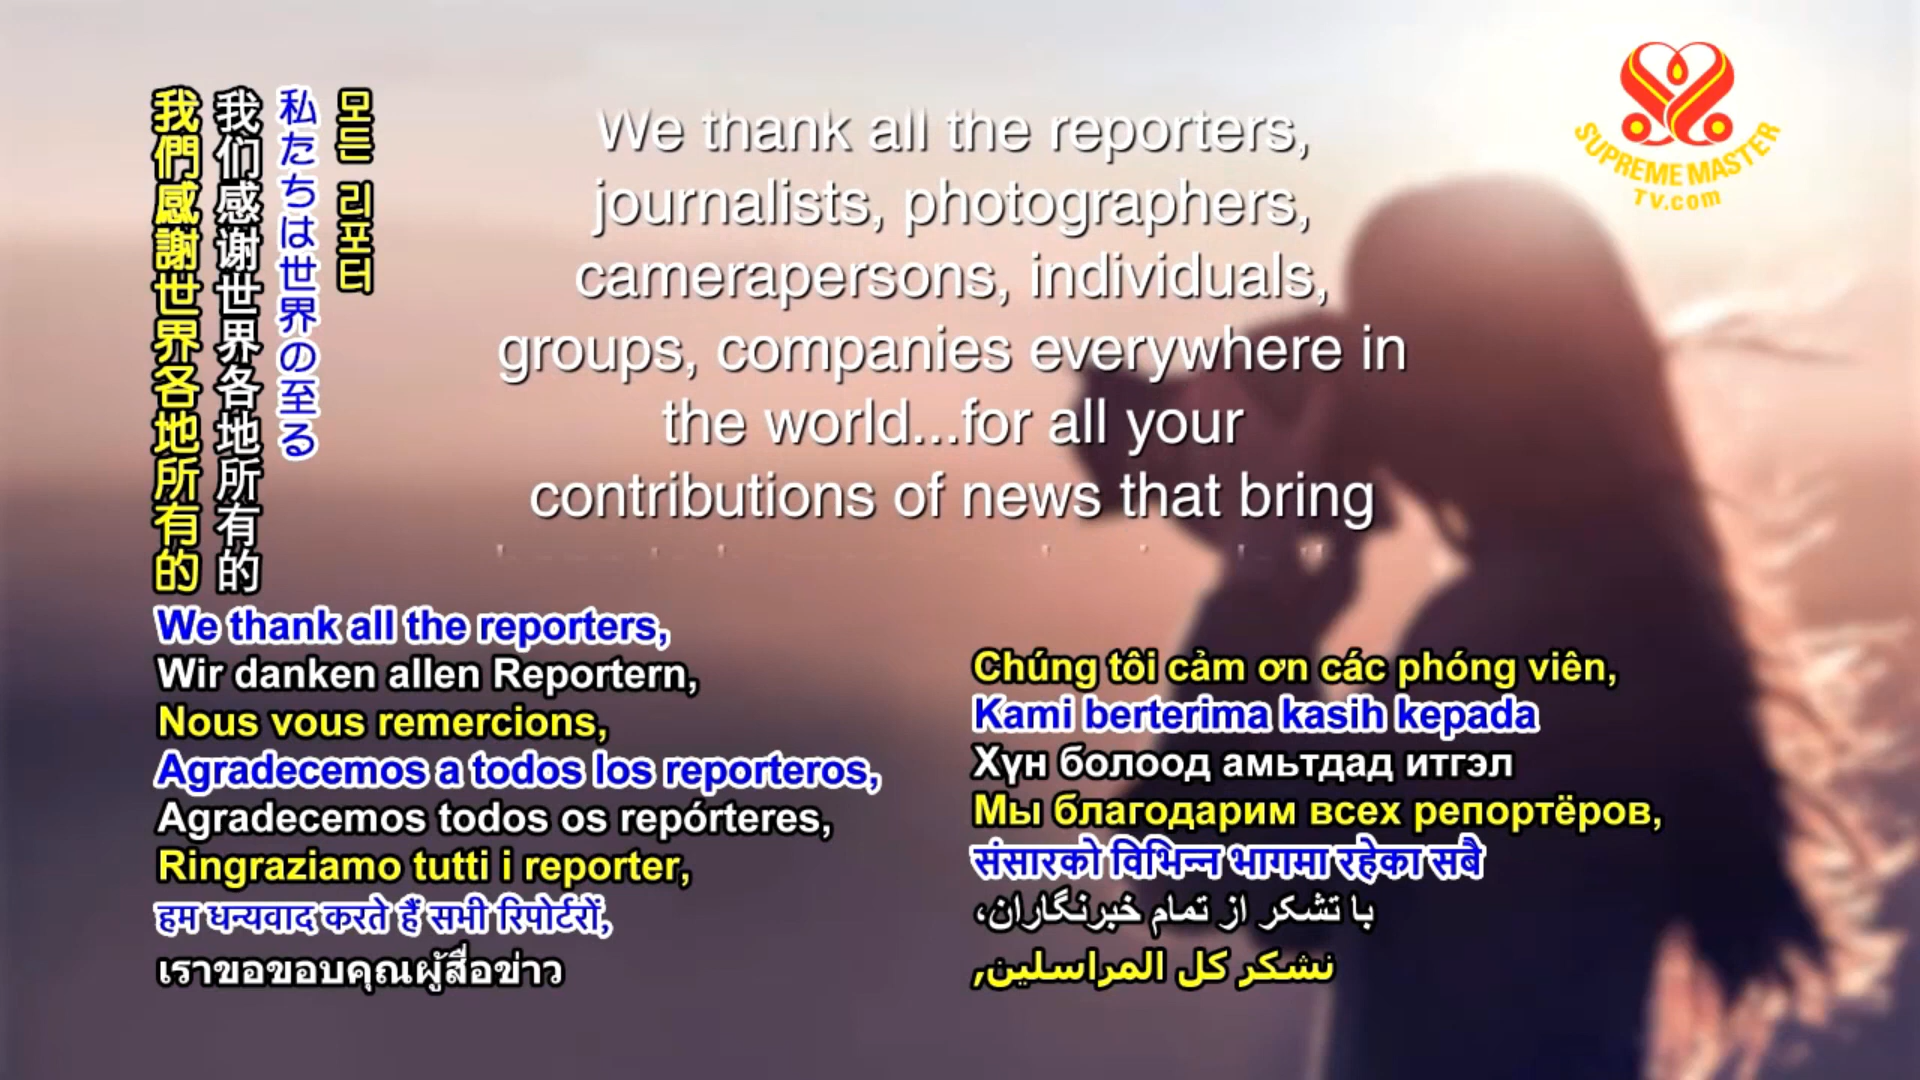 我們感謝世界各地所有的
我们感谢世界各地所有的
私たちは世界の至る
모든 리포터
We thank all the reporters,
journalists, photographers,
camerapersons, individuals,
groups, companies everywhere in
the world...for all your
contributions of news that bring
SUPREME MASTER
TV.com
We thank all the reporters,
Wir danken allen Reportern,
Nous vous remercions,
Agradecemos a todos los reporteros,
Agradecemos todos os repórteres,
Ringraziamo tutti i reporter,
हम धन्यवाद करते हैं सभी रिपोर्टरों,
เราขอขอบคุณผู้สื่อข่าว
Chúng tôi cảm ơn các phóng viên,
Kami berterima kasih kepada
Хүн болоод амьтдад итгэл
Мы благодарим всех репортёров,
संसारको विभिन्न भागमा रहेका सबै
با تشکر از تمام خبرنگاران،
نشكر كل المراسلين,